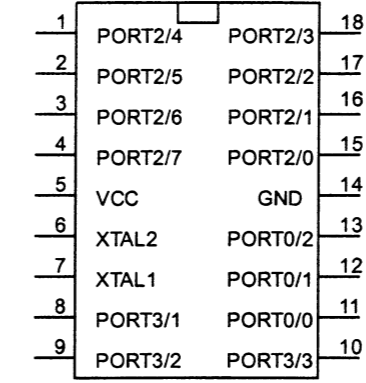 1 PORT2/4 PORT2/3 18
2 PORT2/5 PORT2/2 17
3 PORT2/6 PORT2/1 16
4 PORT2/7 PORT2/0 15
5 VCC GND 14
6 XTAL2 PORT0/2 13
7 XTAL1 PORT0/1 12
8 PORT3/1 PORT0/0 11
9 PORT3/2 PORT3/3 10